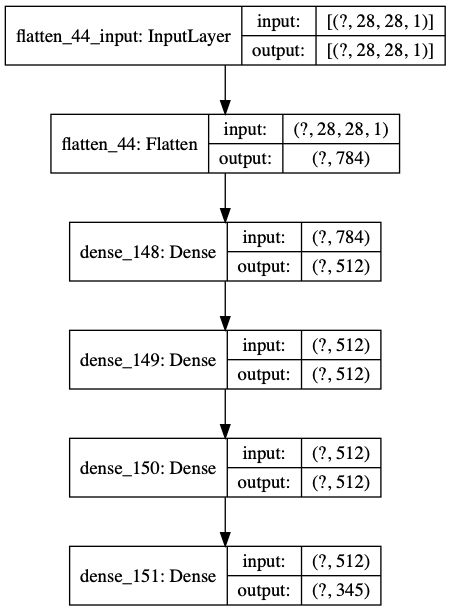 flatten_44_input: InputLayer
input: [(?, 28, 28, 1)]
output: [(?, 28, 28, 1)]
flatten_44: Flatten
input: (?, 28, 28, 1)
output: (?, 784)
dense_148: Dense
input: (?, 784)
output: (?, 512)
dense_149: Dense
input: (?, 512)
output: (?, 512)
dense_150: Dense
input: (?, 512)
output: (?, 512)
dense_151: Dense
input: (?, 512)
output: (?, 345)